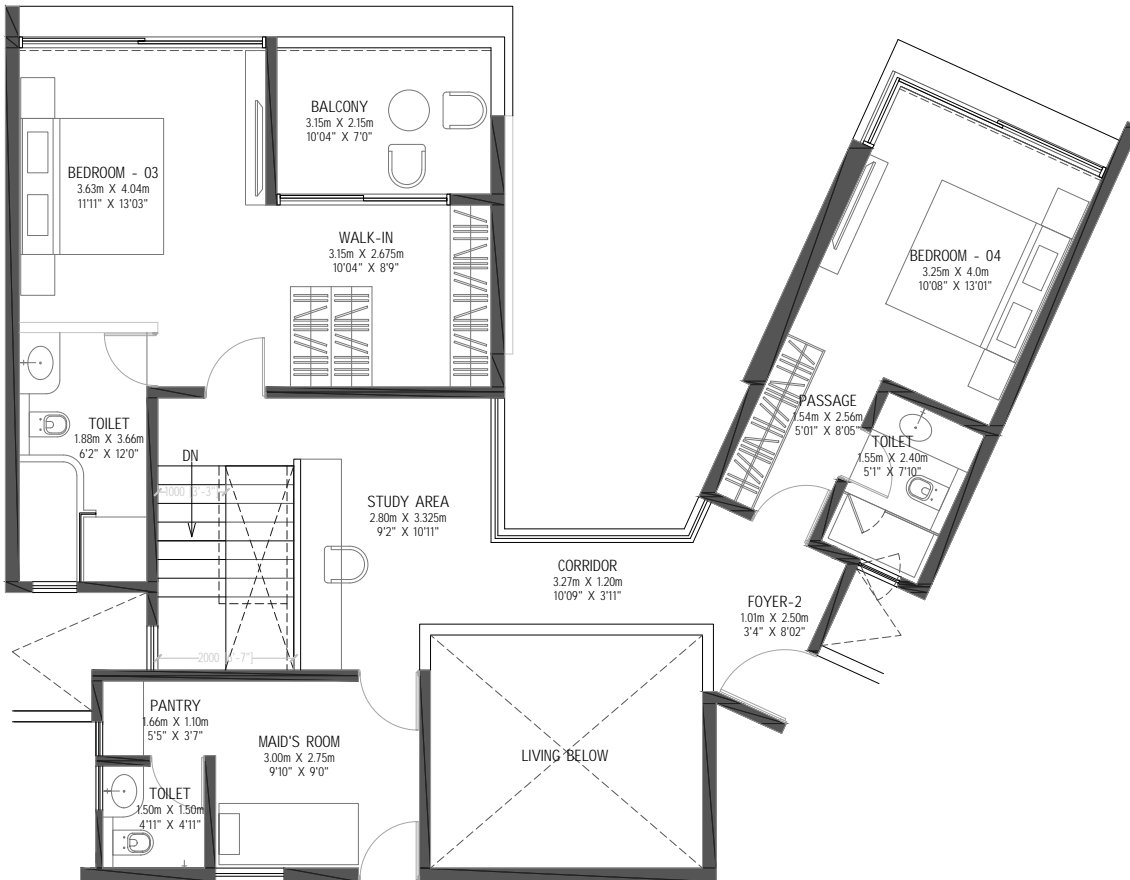 BALCONY
3.15m X 2.15m
10'04" X 7'0"
BEDROOM - 03
3.63m X 4.04m
11'11" X 13'03"
WALK-IN
3.15m X 2.675m
10'04" X 8'9"
BEDROOM - 04
3.25m X 4.0m
10'08" X 13'01"
PASSAGE
1.54m X 2.56m
5'01" X 8'05"
TOILET
1.88m X 3.66m
6'2" X 12'0"
TOILET
1.55m X 2.40m
5'1" X 7'10"
DN
1000 [3'-3"]
STUDY AREA
2.80m X 3.325m
9'2" X 10'11"
CORRIDOR
3.27m X 1.20m
10'09" X 3'11"
FOYER-2
1.01m X 2.50m
3'4" X 8'02"
2000 [6'-7"]
PANTRY
1.66m X 1.10m
5'5" X 3'7"
MAID'S ROOM
3.00m X 2.75m
9'10" X 9'0"
LIVING BELOW
TOILET
1.50m X 1.50m
4'11" X 4'11"